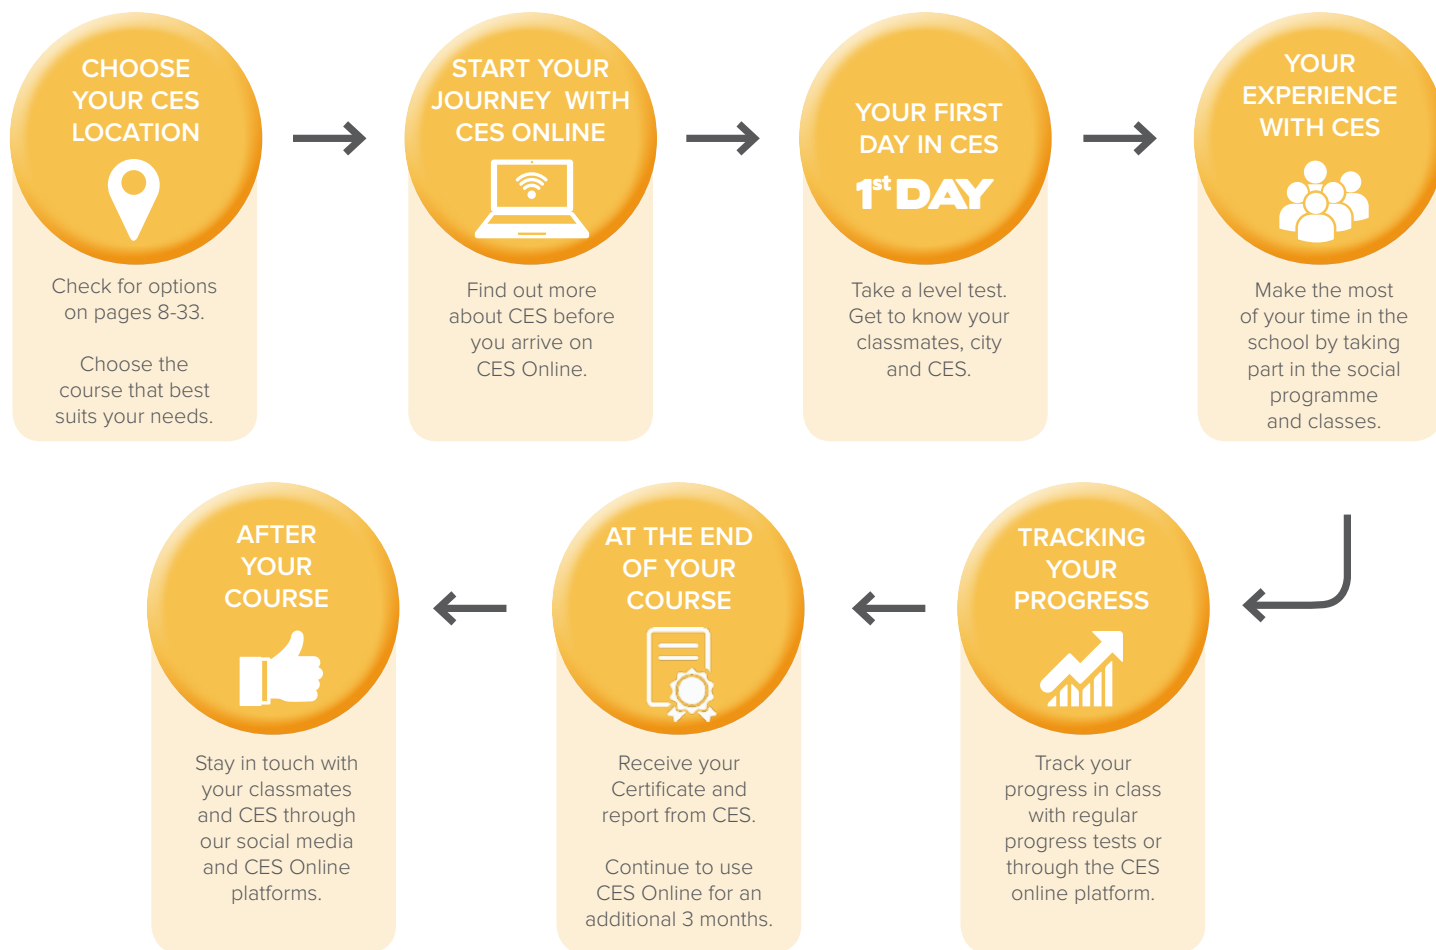 CHOOSE
YOUR CES
LOCATION
Check for options
on pages 8-33.
Choose the
course that best
suits your needs.
START YOUR
JOURNEY WITH
CES ONLINE
Find out more
about CES before
you arrive on
CES Online.
YOUR FIRST
DAY IN CES
1st DAY
Take a level test.
Get to know your
classmates, city
and CES.
YOUR
EXPERIENCE
WITH CES
Make the most
of your time in the
school by taking
part in the social
programme
and classes.
TRACKING
YOUR
PROGRESS
Track your
progress in class
with regular
progress tests or
through the CES
online platform.
AT THE END
OF YOUR
COURSE
Receive your
Certificate and
report from CES.
Continue to use
CES Online for an
additional 3 months.
AFTER
YOUR
COURSE
Stay in touch with
your classmates
and CES through
our social media
and CES Online
platforms.